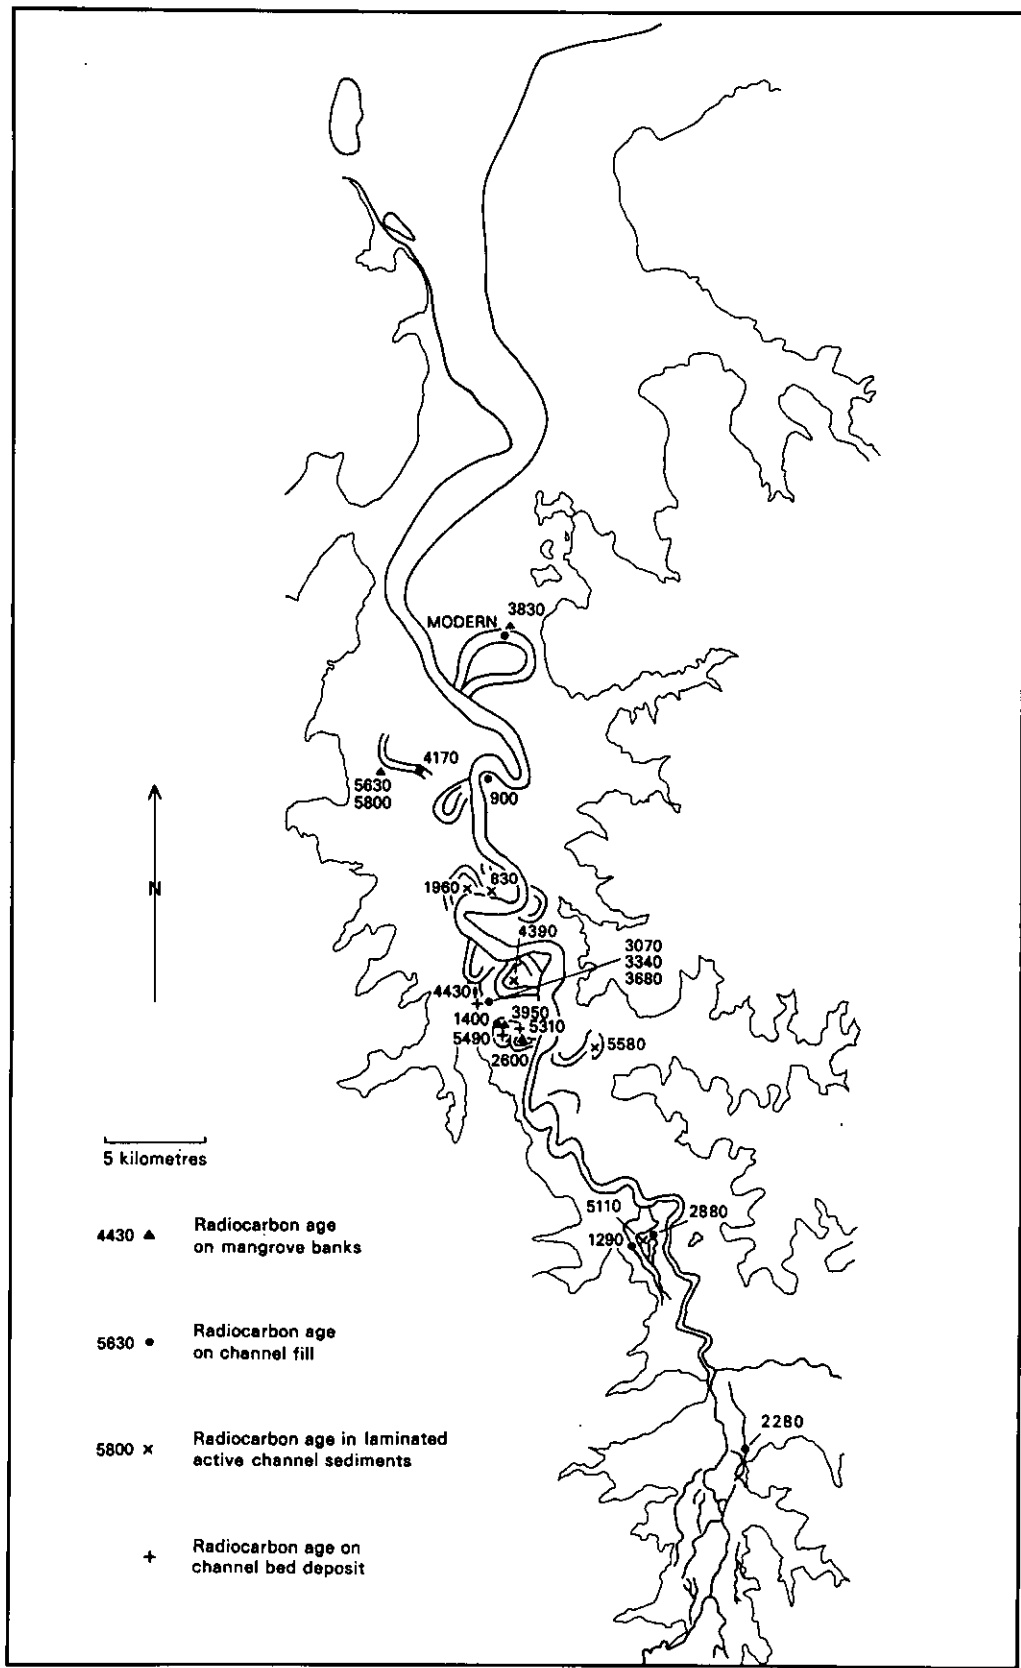 3830
MODERN
4170
5630
5800
900
1960
830
4390
3070
3340
3680
4430
1400
3950
5310
5490
2600
5580
N
5 kilometres
5110
2880
1290
2280
4430 Radiocarbon age
on mangrove banks
5630 Radiocarbon age
on channel fill
5800 x Radiocarbon age in laminated
active channel sediments
+ Radiocarbon age on
channel bed deposit